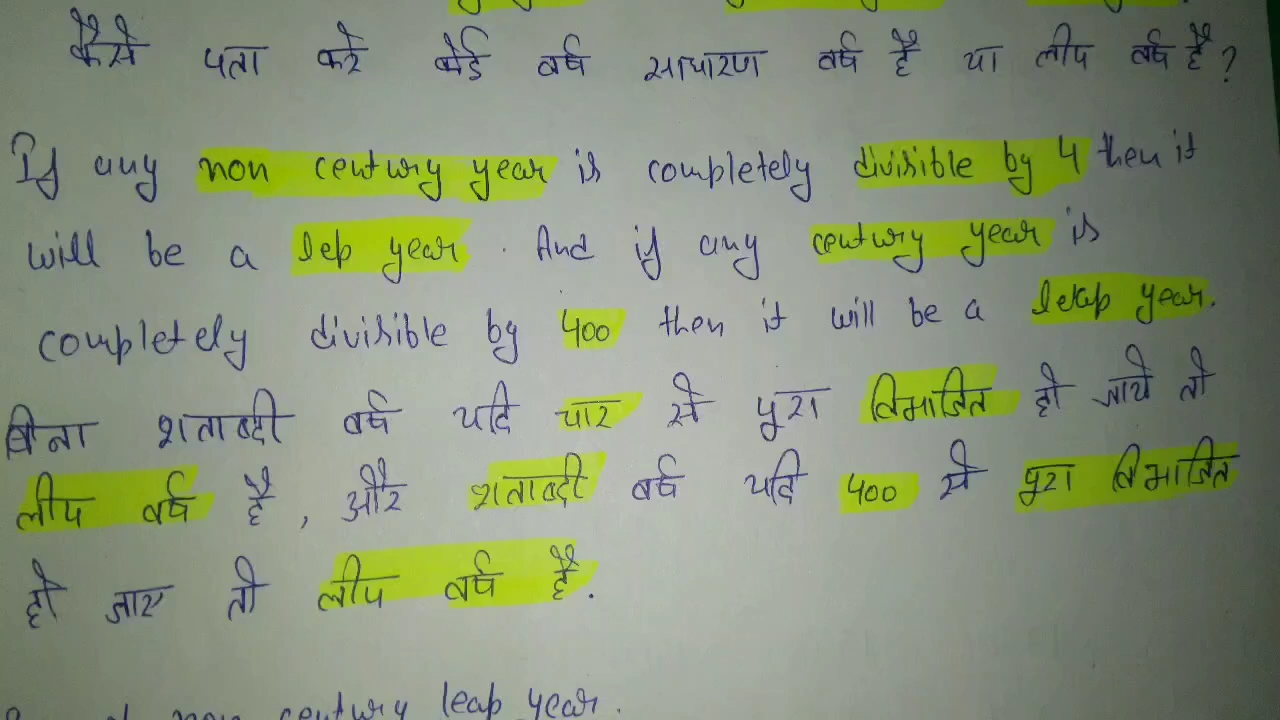 कैसे पता करे कोई वर्ष साधारण वर्ष है या लीप वर्ष है?
If any non century year is completely divisible by 4 then it
will be a lep year. And if any century year is
completely divisible by 400 then it will be a leap year.
बिना शताब्दी वर्ष यदि चार से पुरा विभाजित हो जाये तो
लीप वर्ष है, और शताब्दी वर्ष यदि 400 से पुरा विभाजित
हो जाए तो लीप वर्ष है.
non century leap year.